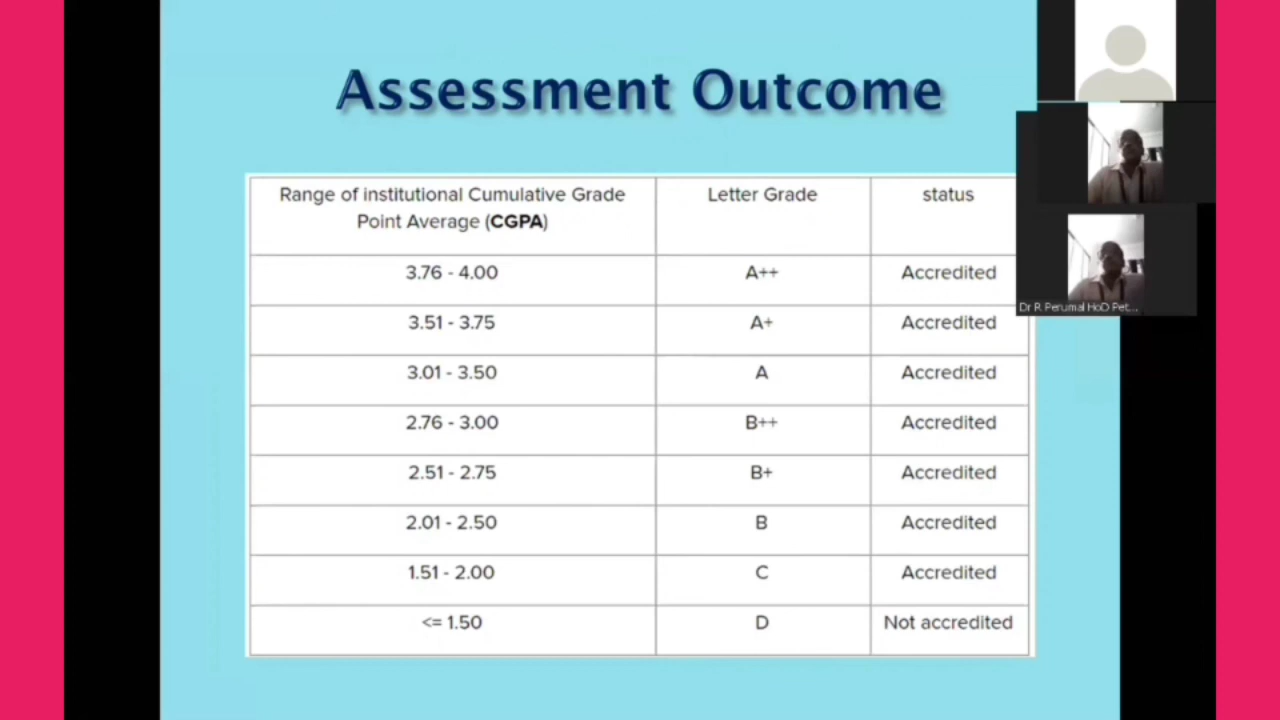 Assessment Outcome
Range of institutional Cumulative Grade Point Average (CGPA) Letter Grade status
3.76 - 4.00 A++ Accredited
3.51 - 3.75 A+ Accredited
3.01 - 3.50 A Accredited
2.76 - 3.00 B++ Accredited
2.51 - 2.75 B+ Accredited
2.01 - 2.50 B Accredited
1.51 - 2.00 C Accredited
<= 1.50 D Not accredited
Dr R Perumal HoD Pet...